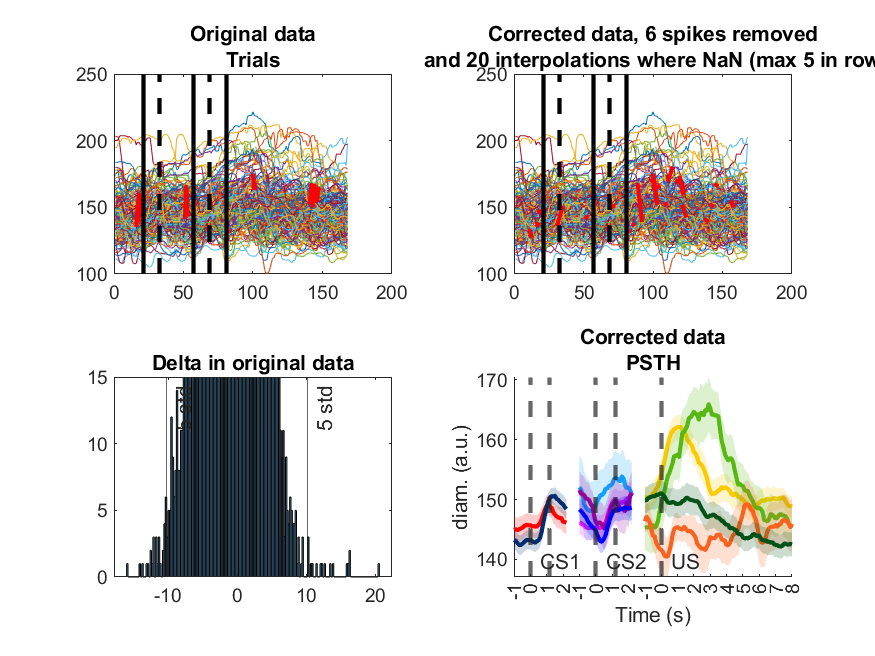 Original data
Trials
250
200
150
100
0
50
100
150
200
Corrected data, 6 spikes removed
and 20 interpolations where NaN (max 5 in row
250
200
150
100
0
50
100
150
200
Delta in original data
15
10
5
0
-10
0
10
20
5 std
Corrected data
PSTH
170
160
150
140
diam. (a.u.)
CS1
CS2
US
-1 0 1 2 -1 0 1 2 -1 0 1 2 3 4 5 6 7 8
Time (s)